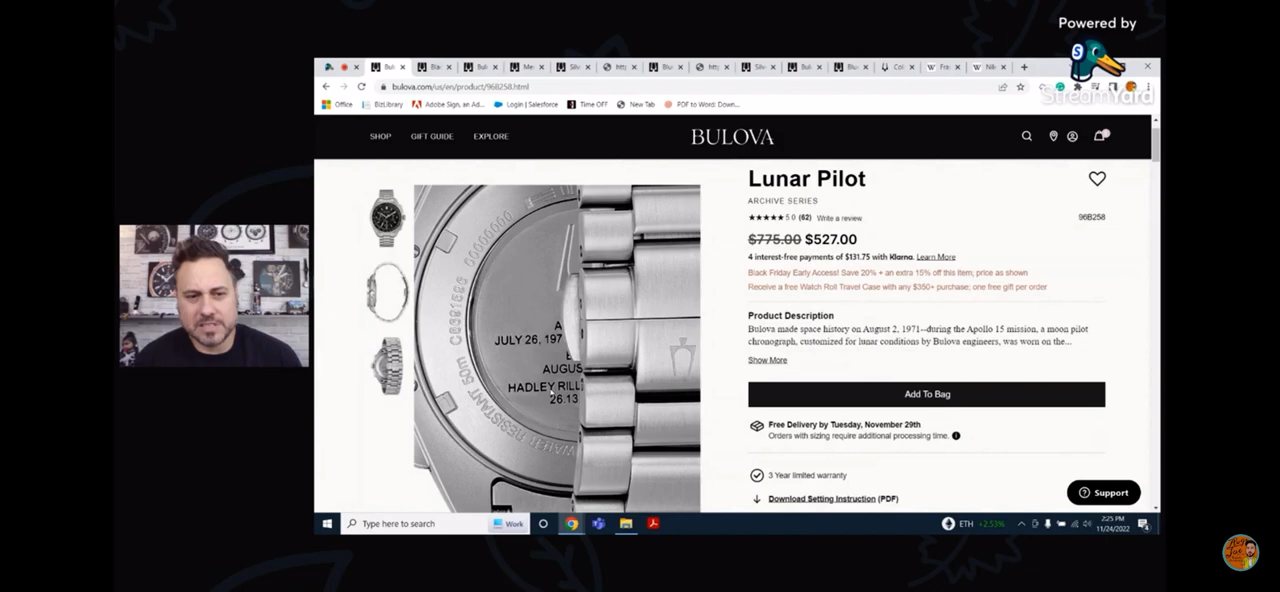 Powered by
StreamYard
bulova.com/us/en/product/96B258.html
Office
BizLibrary
Adobe Sign, an Ad...
Login | Salesforce
Time OFF
New Tab
PDF to Word: Down...
SHOP
GIFT GUIDE
EXPLORE
BULOVA
Lunar Pilot
ARCHIVE SERIES
5.0 (62) Write a review
96B258
$775.00 $527.00
4 interest-free payments of $131.75 with Klarna. Learn More
Black Friday Early Access! Save 20% + an extra 15% off this item; price as shown
Receive a free Watch Roll Travel Case with any $350+ purchase; one free gift per order
Product Description
Bulova made space history on August 2, 1971--during the Apollo 15 mission, a moon pilot
chronograph, customized for lunar conditions by Bulova engineers, was worn on the...
Show More
Add To Bag
Free Delivery by Tuesday, November 29th
Orders with sizing require additional processing time.
3 Year limited warranty
Download Setting Instruction (PDF)
Support
00000000
WATER RESISTANT 50m
JULY 26, 197
AUGUS
HADLEY RILL
26.13
Type here to search
Work
ETH +2.53%
2:25 PM
11/24/2022